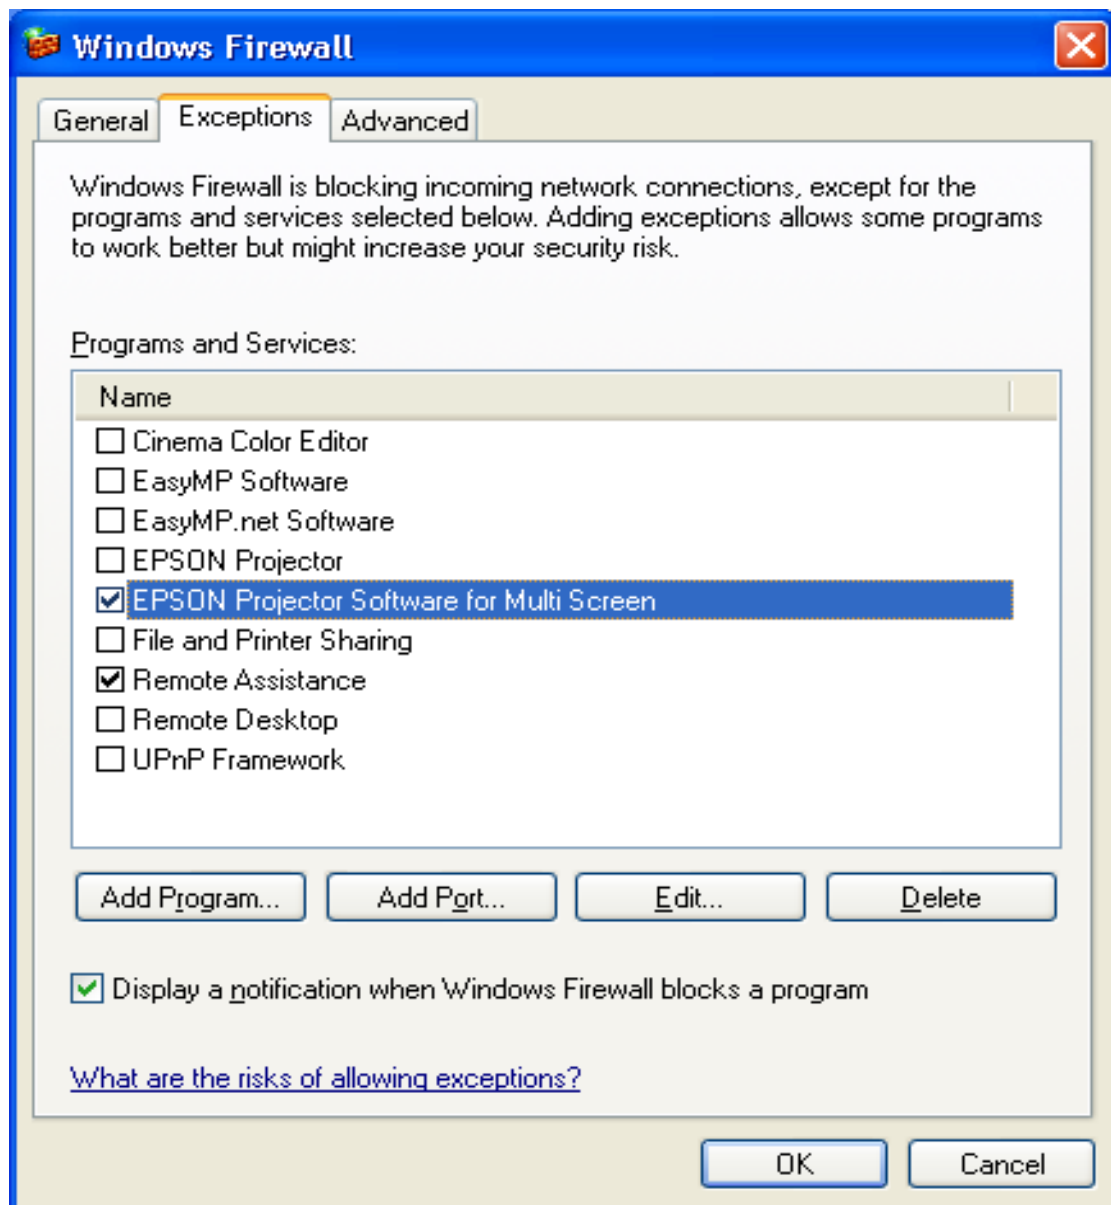 Windows Firewall
General
Exceptions
Advanced
Windows Firewall is blocking incoming network connections, except for the
programs and services selected below. Adding exceptions allows some programs
to work better but might increase your security risk.
Programs and Services:
Name
Cinema Color Editor
EasyMP Software
EasyMP.net Software
EPSON Projector
EPSON Projector Software for Multi Screen
File and Printer Sharing
Remote Assistance
Remote Desktop
UPnP Framework
Add Program...
Add Port...
Edit...
Delete
Display a notification when Windows Firewall blocks a program
What are the risks of allowing exceptions?
OK
Cancel